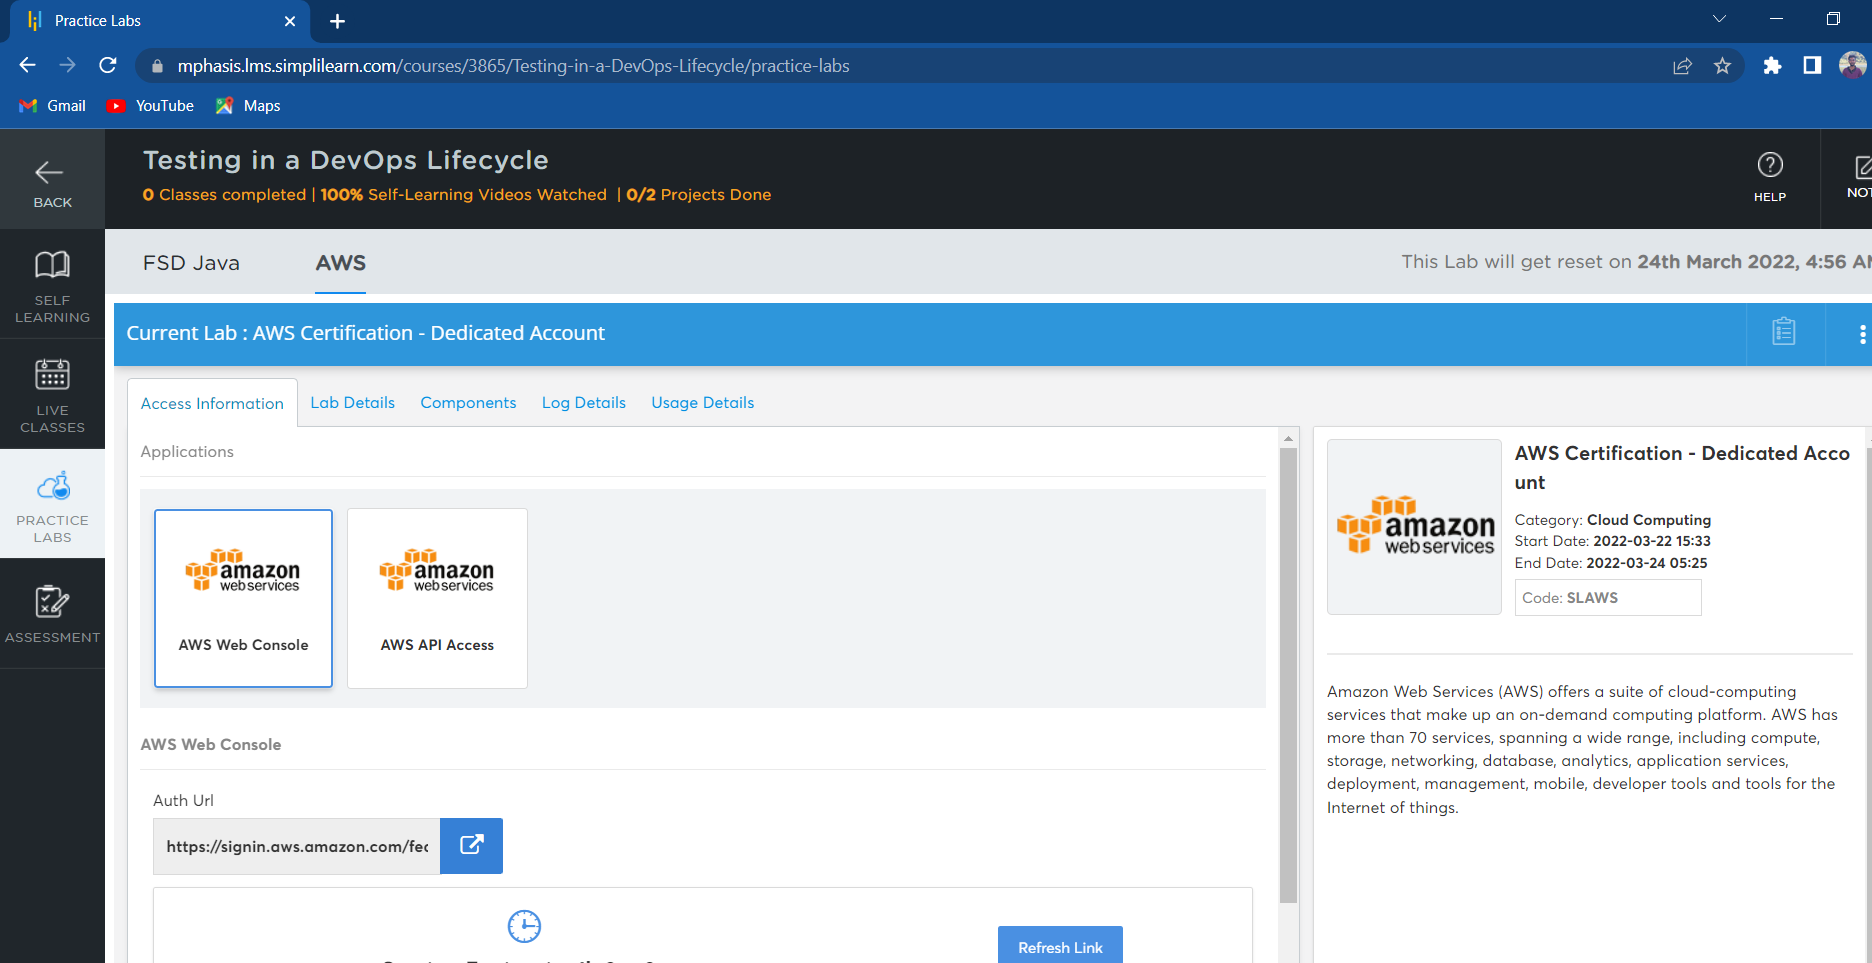 Practice Labs
mphasis.lms.simplilearn.com/courses/3865/Testing-in-a-DevOps-Lifecycle/practice-labs
Gmail YouTube Maps
BACK
Testing in a DevOps Lifecycle
0 Classes completed | 100% Self-Learning Videos Watched | 0/2 Projects Done
HELP
NOT
SELF
LEARNING
LIVE
CLASSES
PRACTICE
LABS
ASSESSMENT
FSD Java AWS
This Lab will get reset on 24th March 2022, 4:56 AM
Current Lab : AWS Certification - Dedicated Account
Access Information Lab Details Components Log Details Usage Details
Applications
amazon
web services
AWS Web Console
amazon
web services
AWS API Access
AWS Web Console
Auth Url
https://signin.aws.amazon.com/fed
Refresh Link
amazon
web services
AWS Certification - Dedicated Acco
unt
Category: Cloud Computing
Start Date: 2022-03-22 15:33
End Date: 2022-03-24 05:25
Code: SLAWS
Amazon Web Services (AWS) offers a suite of cloud-computing
services that make up an on-demand computing platform. AWS has
more than 70 services, spanning a wide range, including compute,
storage, networking, database, analytics, application services,
deployment, management, mobile, developer tools and tools for the
Internet of things.